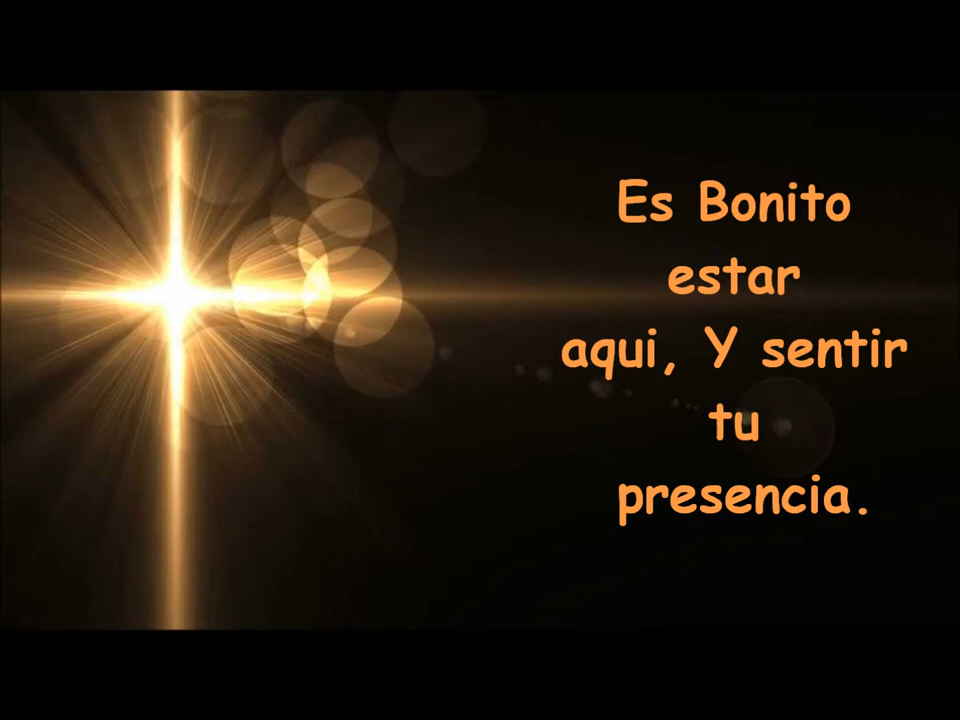 Es Bonito
estar
aqui, Y sentir
tu
presencia.